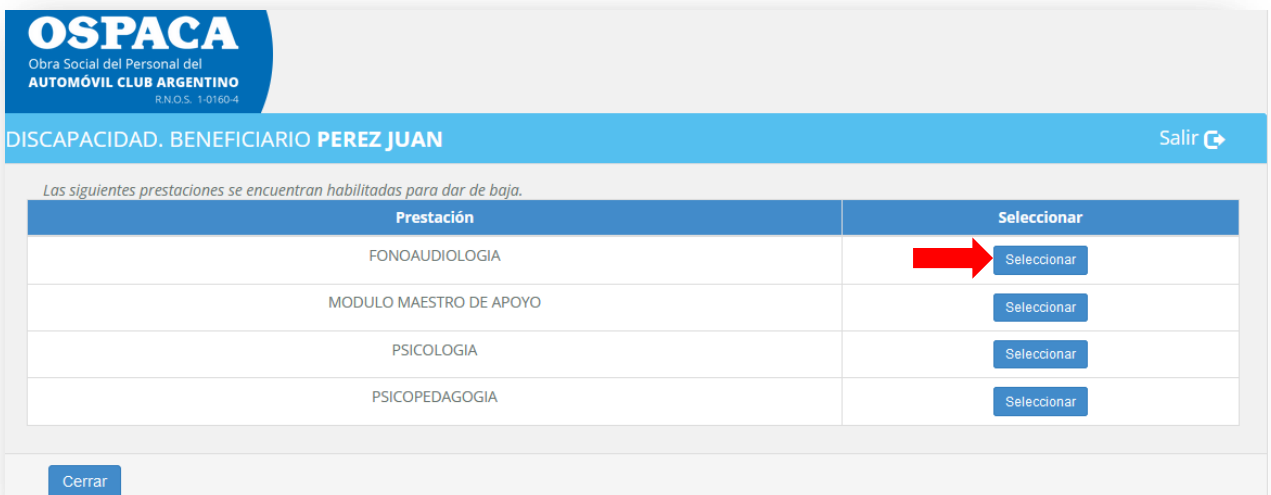 OSPACA
Obra Social del Personal del
AUTOMÓVIL CLUB ARGENTINO
R.N.O.S. 1-0160-4
DISCAPACIDAD. BENEFICIARIO PEREZ JUAN Salir
Las siguientes prestaciones se encuentran habilitadas para dar de baja.
Prestación Seleccionar
FONOAUDIOLOGIA Seleccionar
MODULO MAESTRO DE APOYO Seleccionar
PSICOLOGIA Seleccionar
PSICOPEDAGOGIA Seleccionar
Cerrar